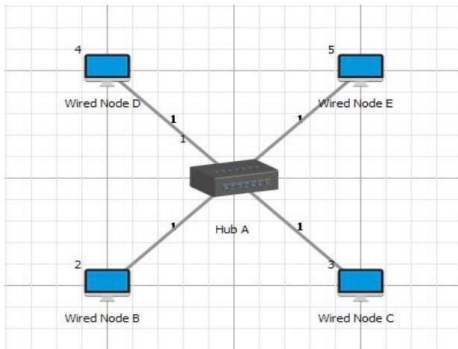 4
5
Wired Node D
Wired Node E
1
1
1
Hub A
1
1
2
3
Wired Node B
Wired Node C